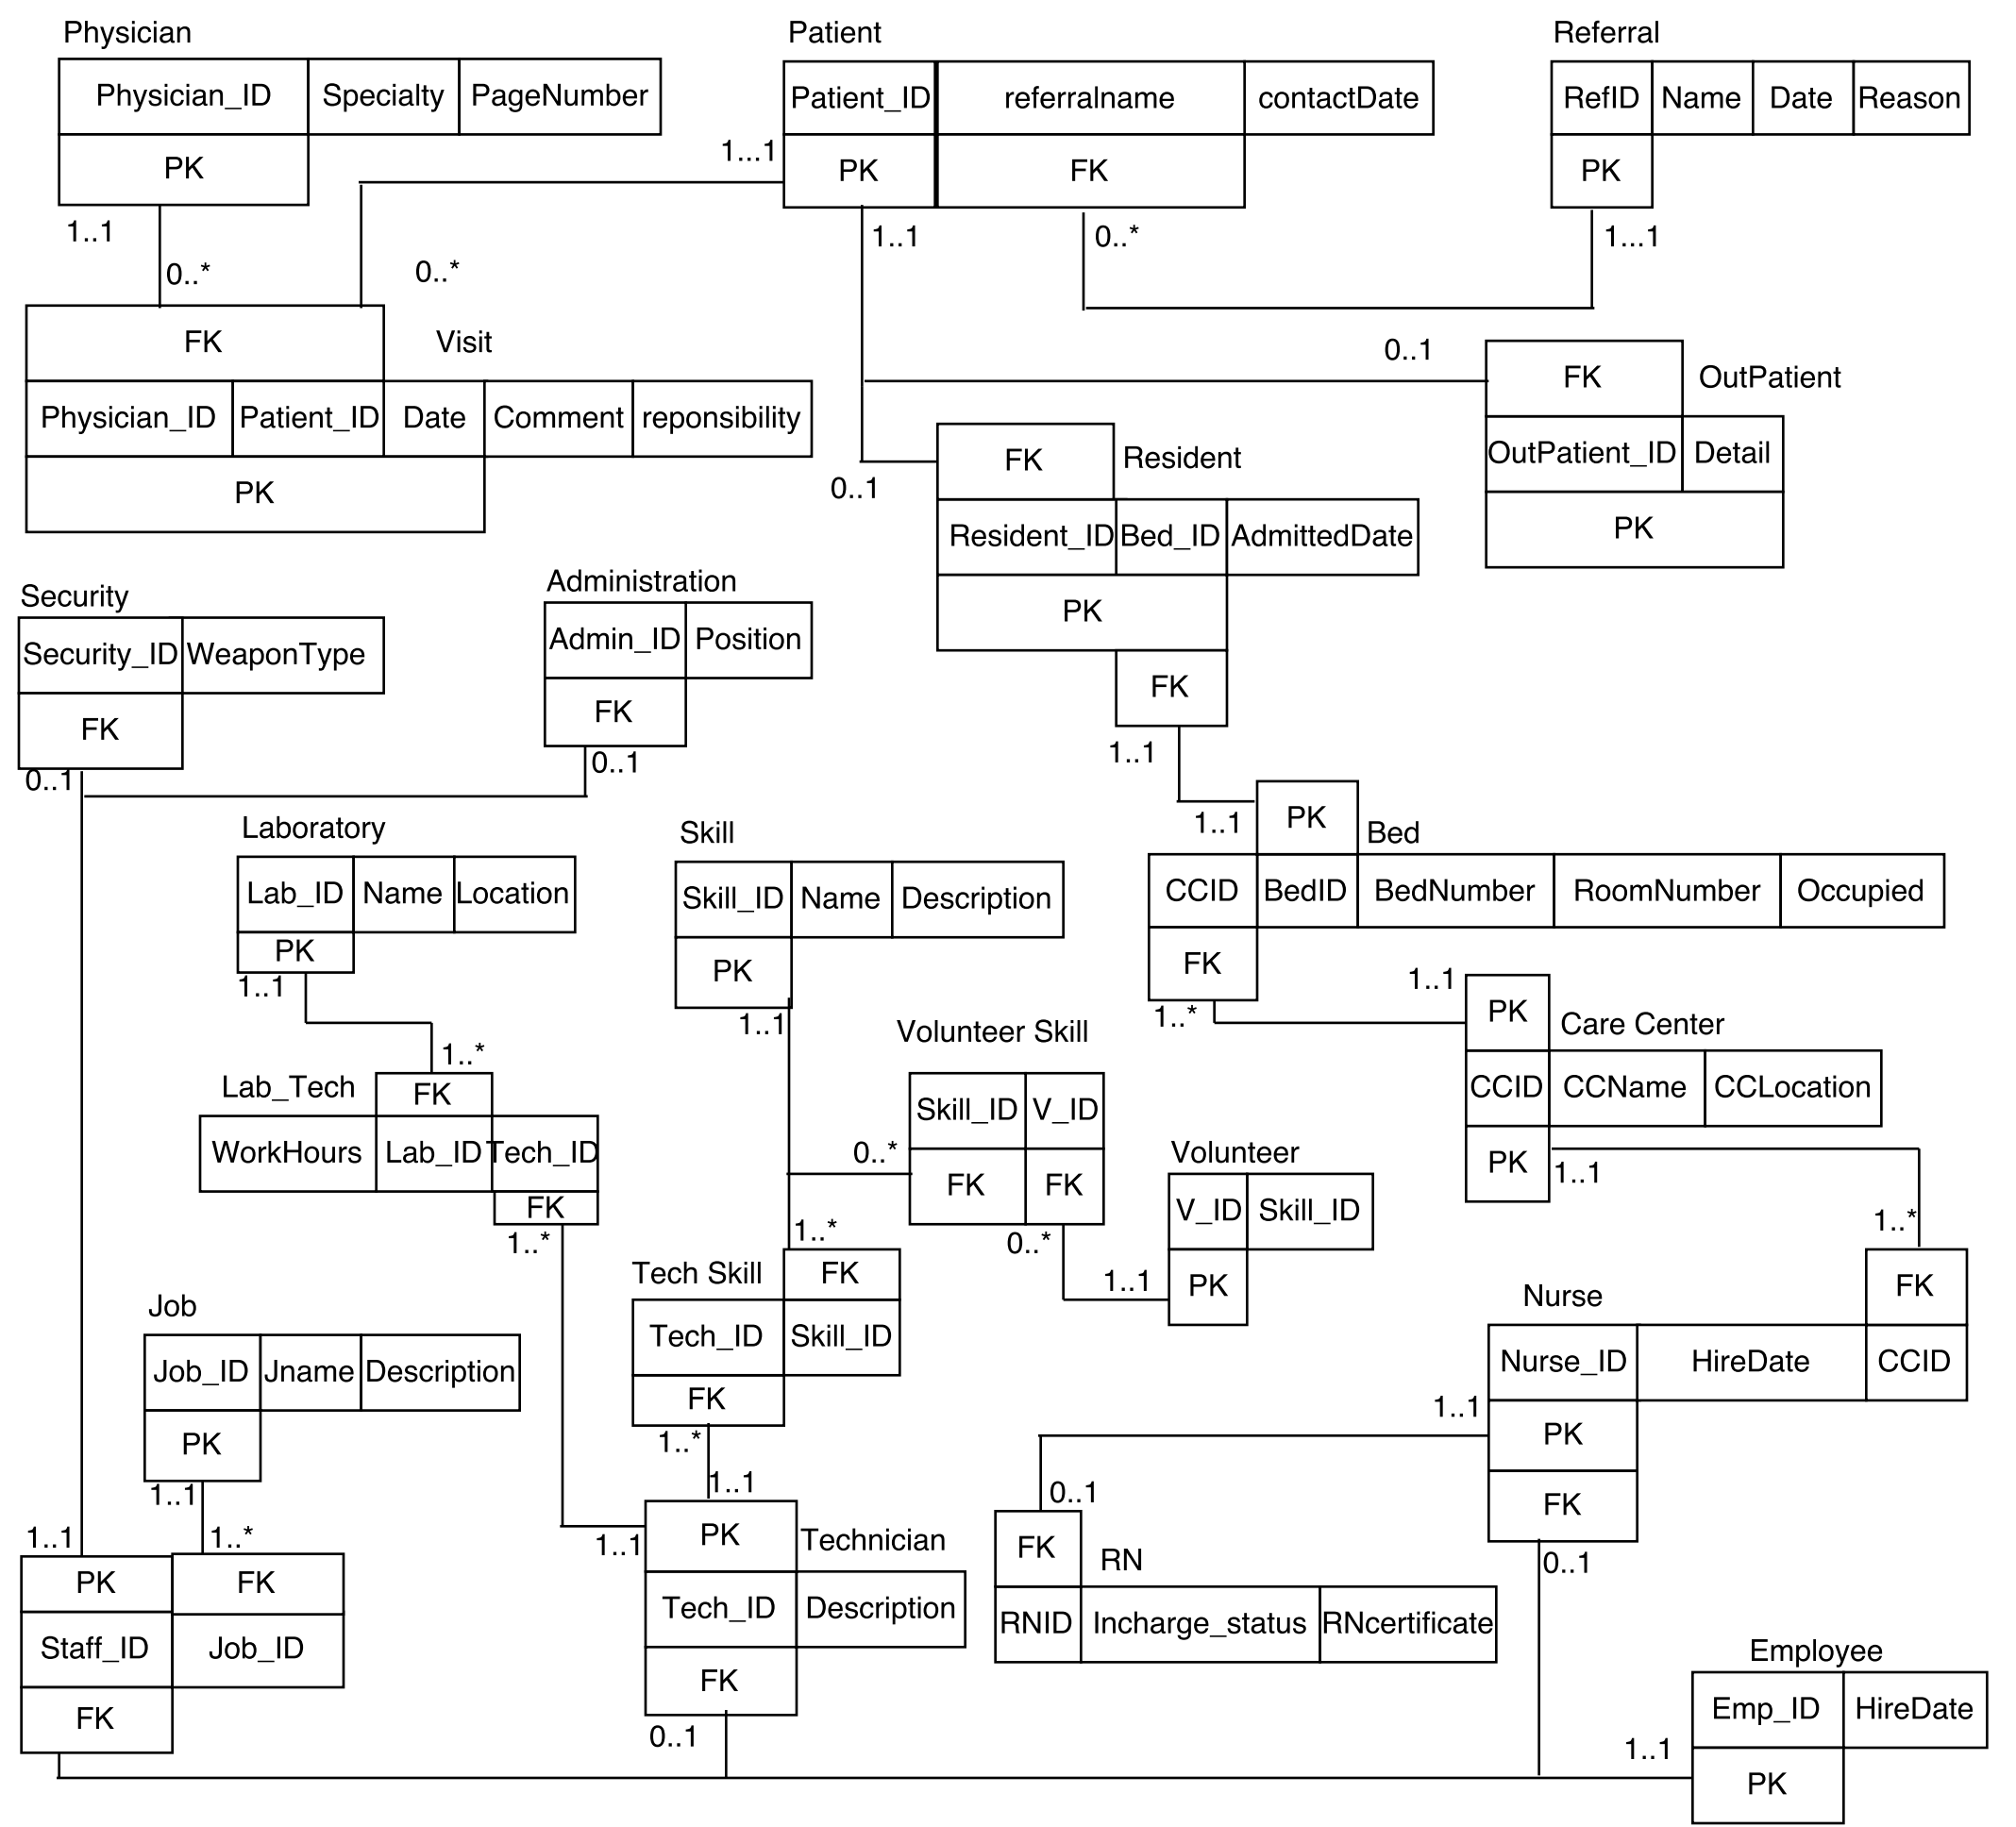 Physician
Physician_ID Specialty PageNumber
PK
1..1
0..*
Patient
Patient_ID referralname contactDate
PK FK
1...1
1..1
0..*
Referral
RefID Name Date Reason
PK
1...1
0..*
FK
Visit
Physician_ID Patient_ID Date Comment reponsibility
PK
0..1
FK
OutPatient
OutPatient_ID Detail
PK
0..1
FK
Resident
Resident_ID Bed_ID AdmittedDate
PK
FK
1..1
Security
Security_ID WeaponType
FK
0..1
Administration
Admin_ID Position
FK
0..1
1..1
PK
Bed
CCID BedID BedNumber RoomNumber Occupied
FK
1..*
Laboratory
Lab_ID Name Location
PK
1..1
Skill
Skill_ID Name Description
PK
1..1
1..1
PK
Care Center
CCID CCName CCLocation
PK
1..1
1..*
1..*
Lab_Tech
FK
WorkHours Lab_ID Tech_ID
FK
1..*
Volunteer Skill
Skill_ID V_ID
FK FK
0..*
0..*
Volunteer
V_ID Skill_ID
PK
1..1
1..*
Tech Skill
FK
Tech_ID Skill_ID
FK
1..*
Job
Job_ID Jname Description
PK
1..1
1..*
Nurse
FK
Nurse_ID HireDate CCID
PK
FK
1..1
0..1
0..1
FK
RN
RNID Incharge_status RNcertificate
1..1
1..1
PK
Technician
Tech_ID Description
FK
0..1
1..1
PK FK
Staff_ID Job_ID
FK
Employee
Emp_ID HireDate
PK
1..1